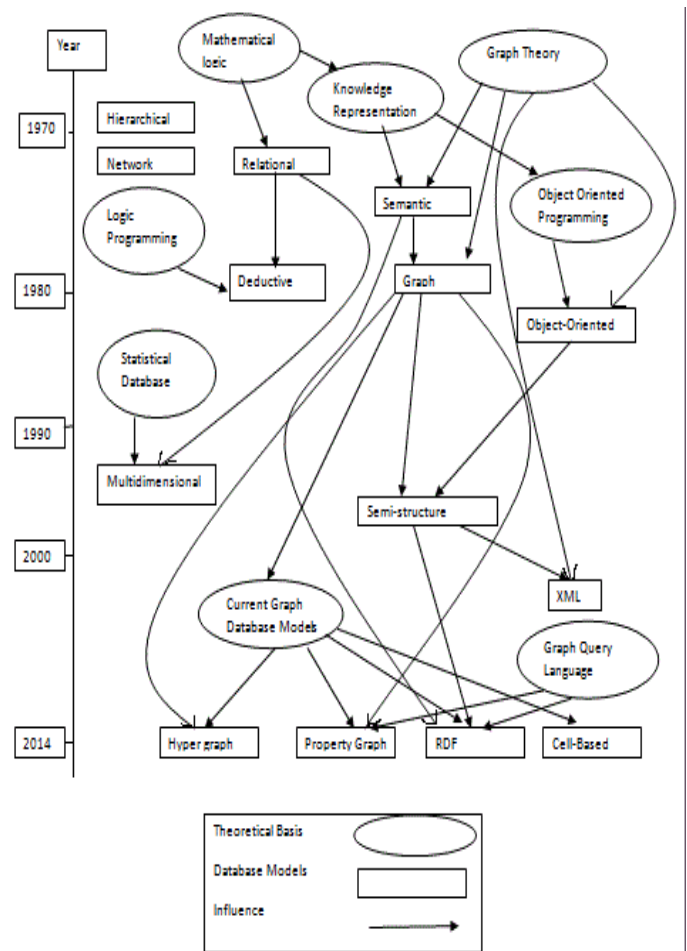 Year
Mathematical
logic
Graph Theory
Knowledge
Representation
1970
Hierarchical
Network
Relational
Semantic
Object Oriented
Programming
Logic
Programming
Deductive
Graph
1980
Object-Oriented
Statistical
Database
1990
Multidimensional
Semi-structure
2000
XML
Current Graph
Database Models
Graph Query
Language
2014
Hyper graph
Property Graph
RDF
Cell-Based
Theoretical Basis
Database Models
Influence